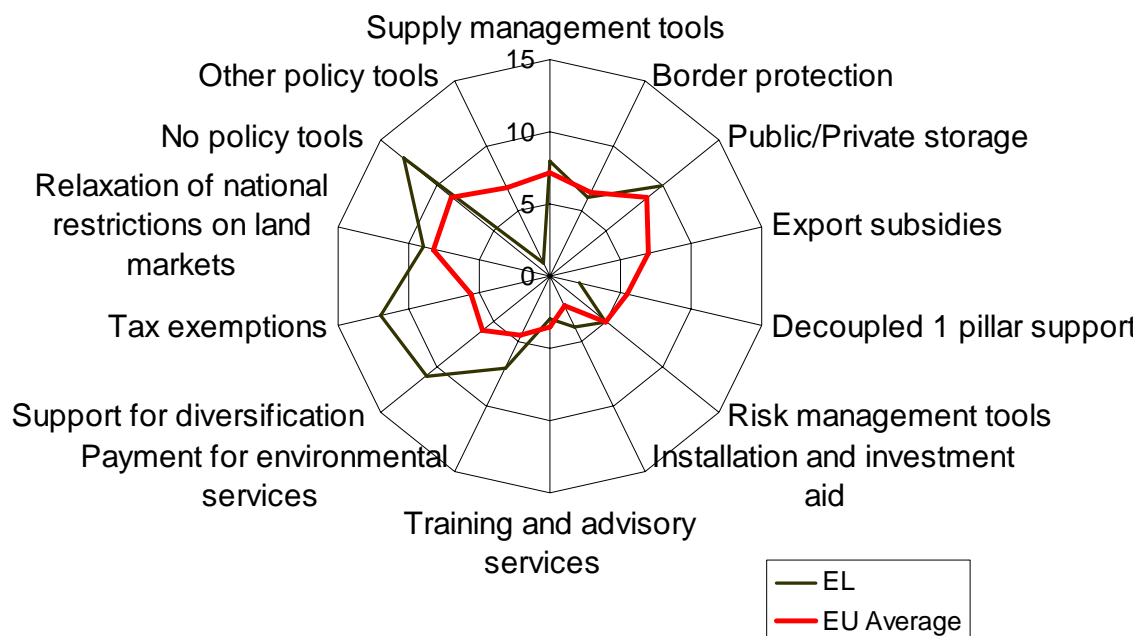 Supply management tools
15
Other policy tools
Border protection
No policy tools
10
Public/Private storage
Relaxation of national
restrictions on land
markets
5
Export subsidies
0
Tax exemptions
Decoupled 1 pillar support
Support for diversification
Risk management tools
Payment for environmental
services
Installation and investment
aid
Training and advisory
services
EL
EU Average